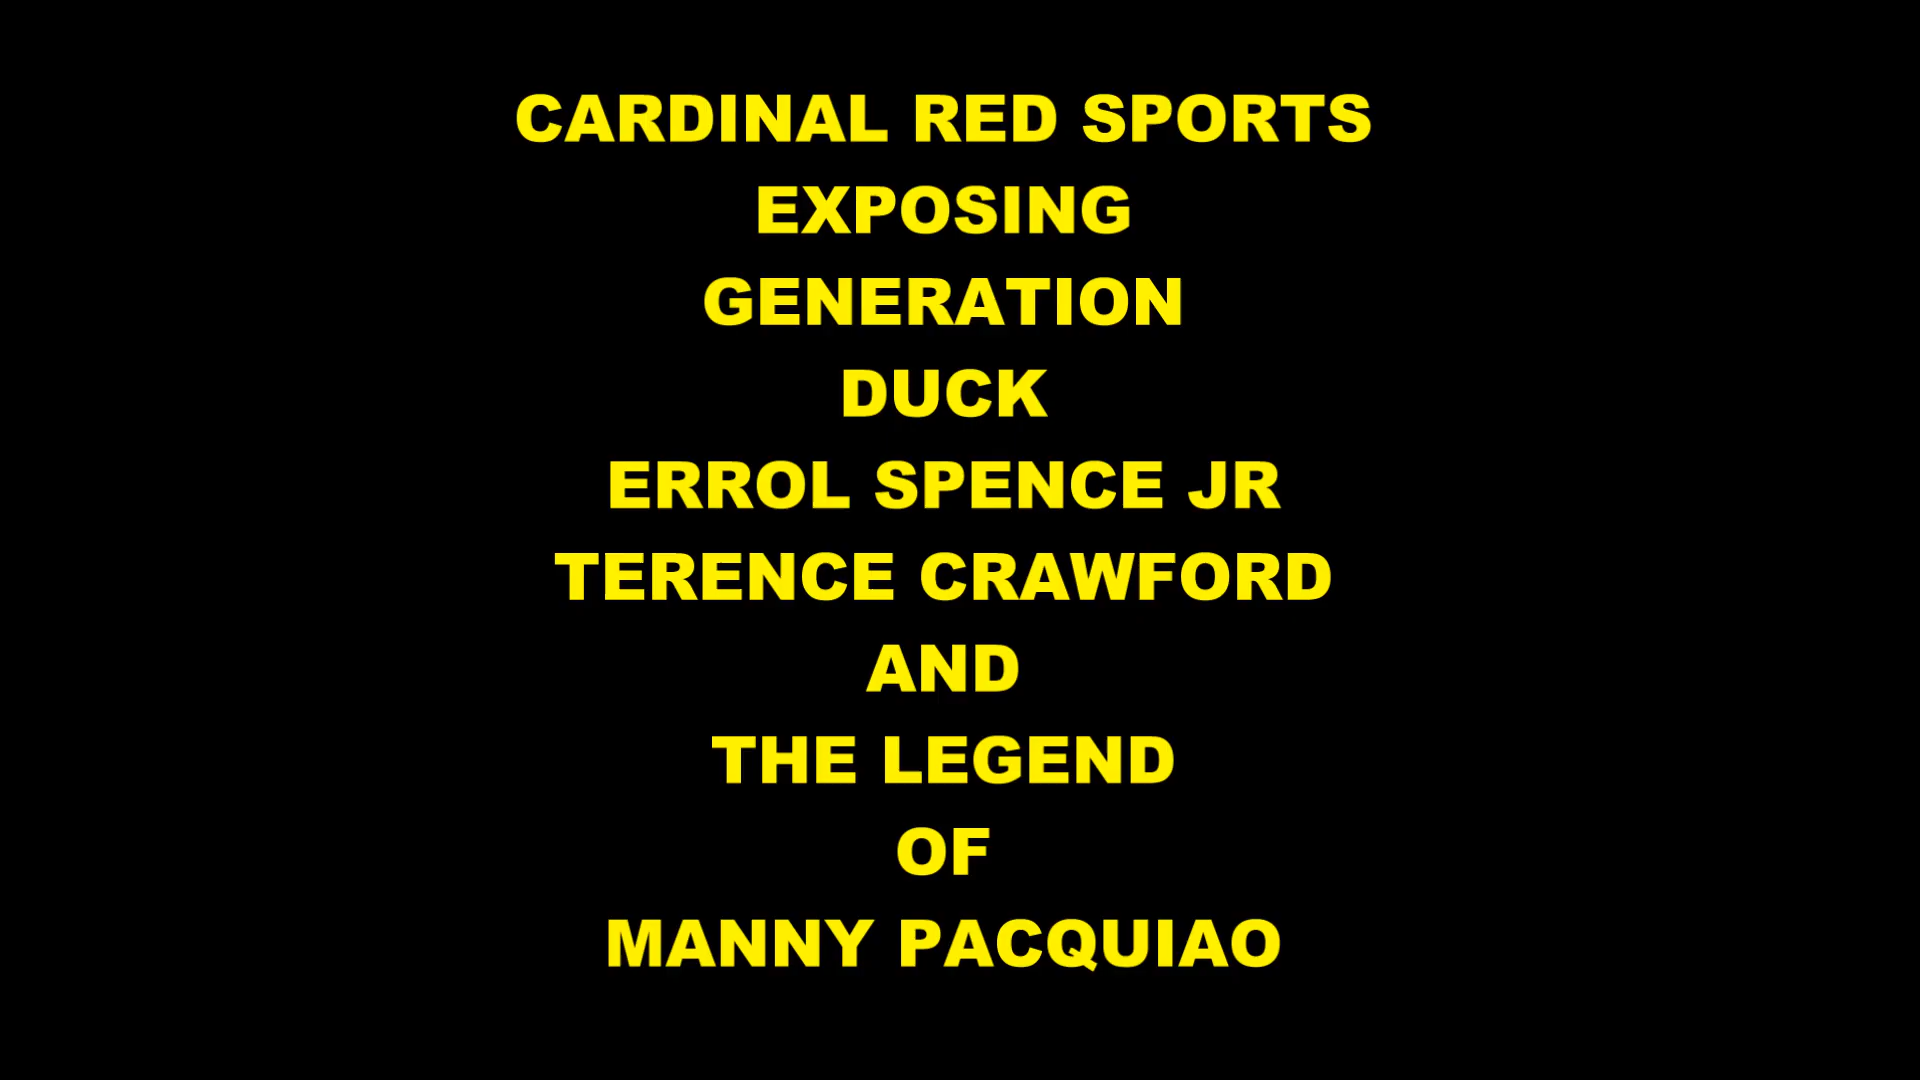 CARDINAL RED SPORTS
EXPOSING
GENERATION
DUCK
ERROL SPENCE JR
TERENCE CRAWFORD
AND
THE LEGEND
OF
MANNY PACQUIAO